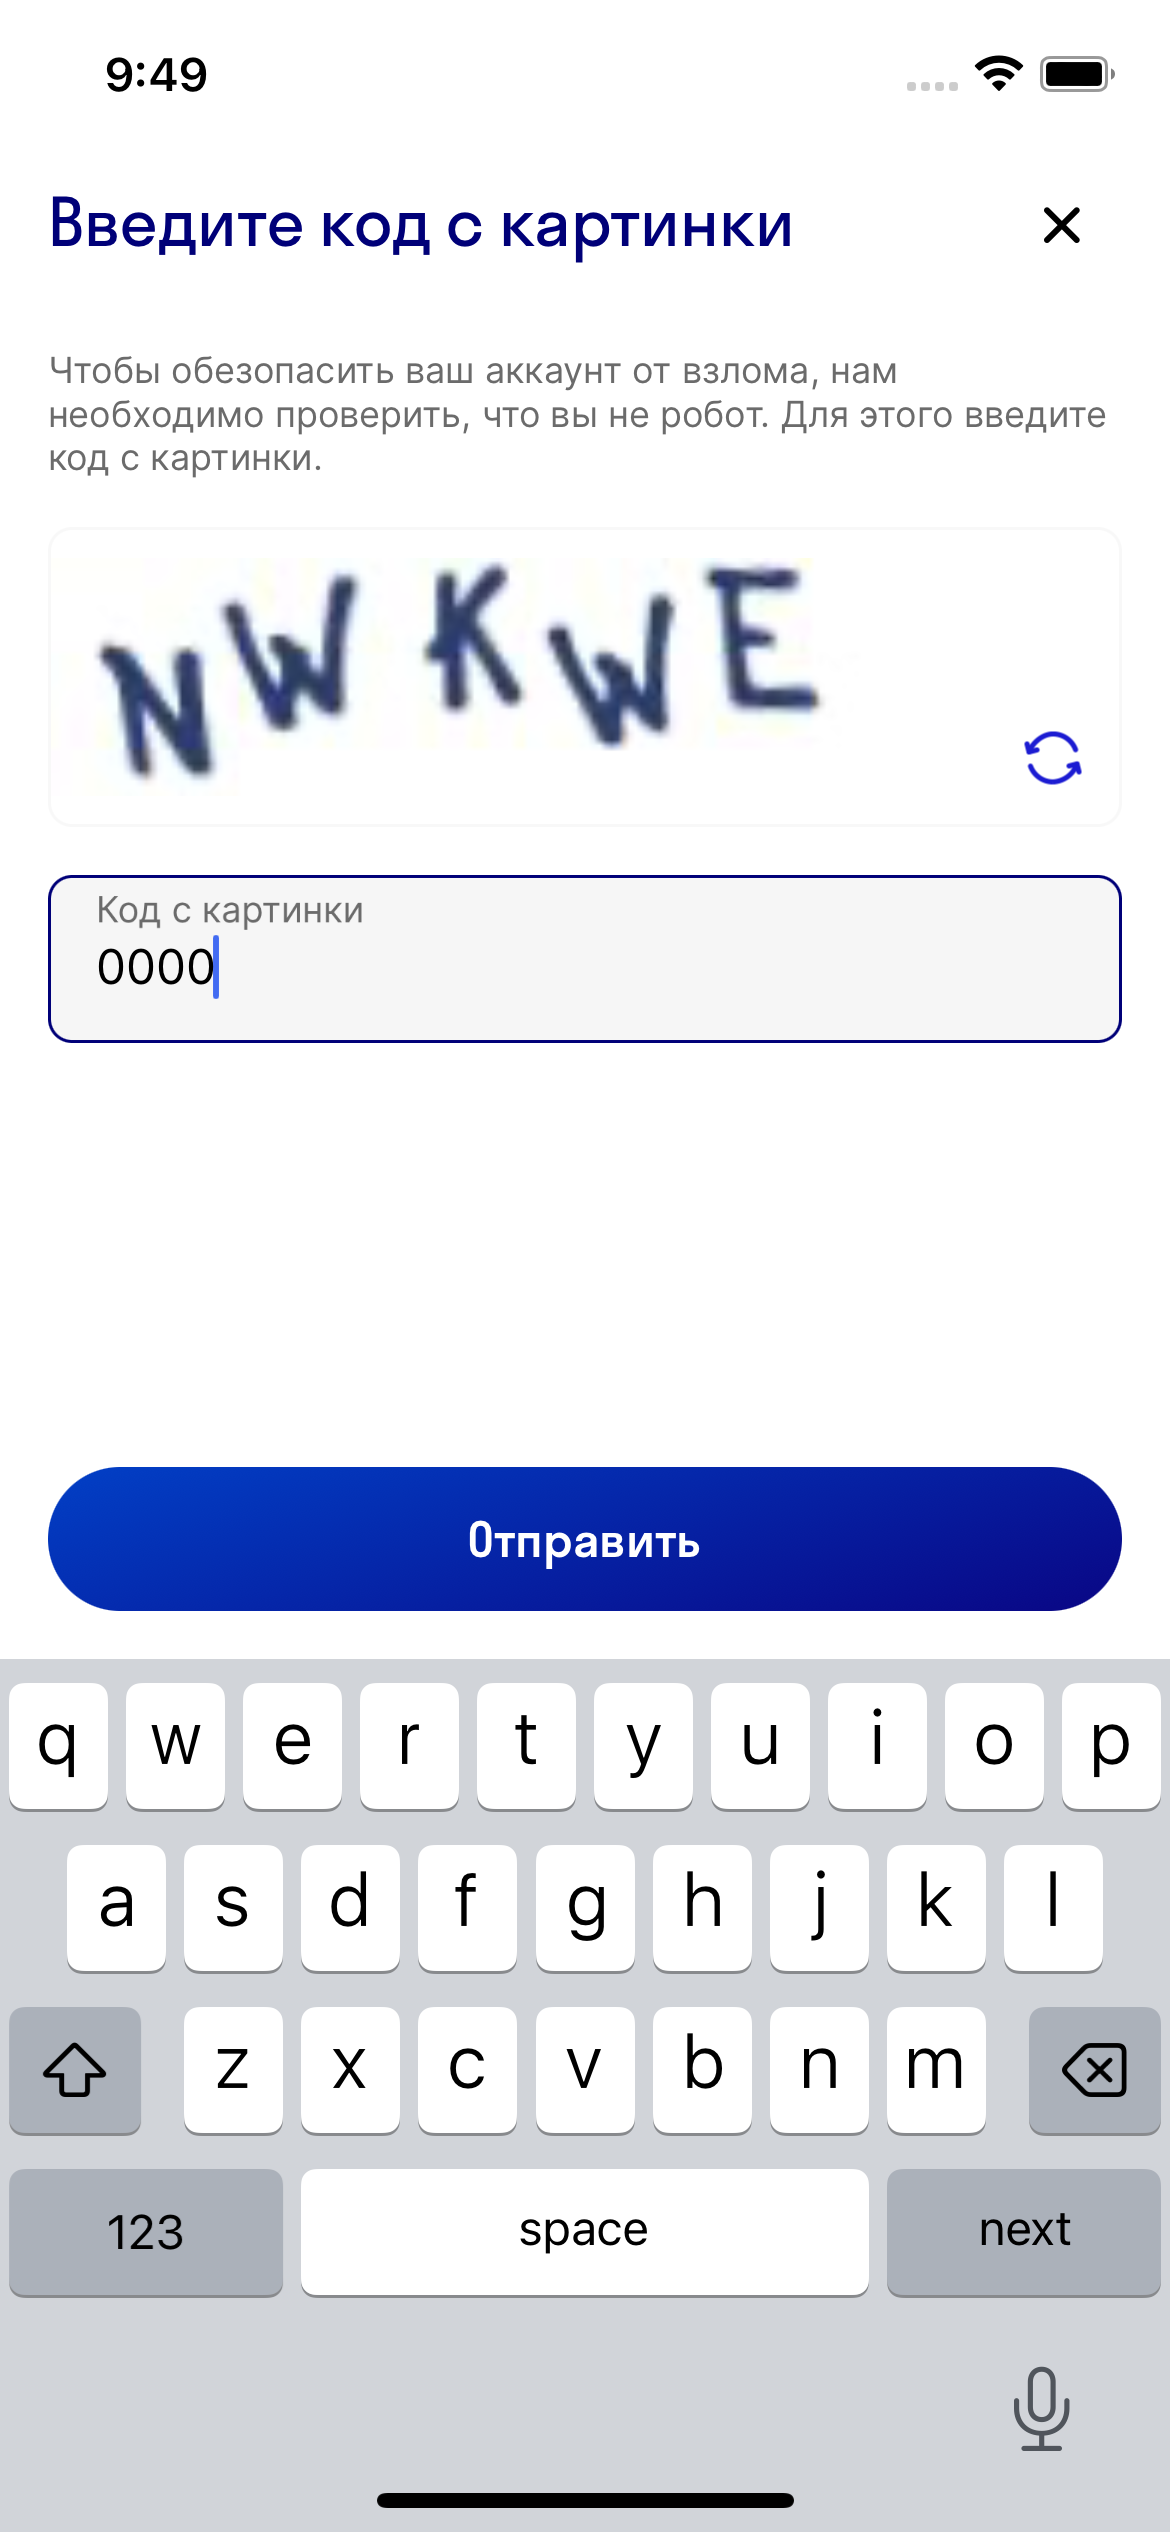 9:49
Введите код с картинки
Чтобы обезопасить ваш аккаунт от взлома, нам
необходимо проверить, что вы не робот. Для этого введите
код с картинки.
NWKWE
Код с картинки
0000
Отправить
q w e r t y u i o p
a s d f g h j k l
z x c v b n m
123 space next